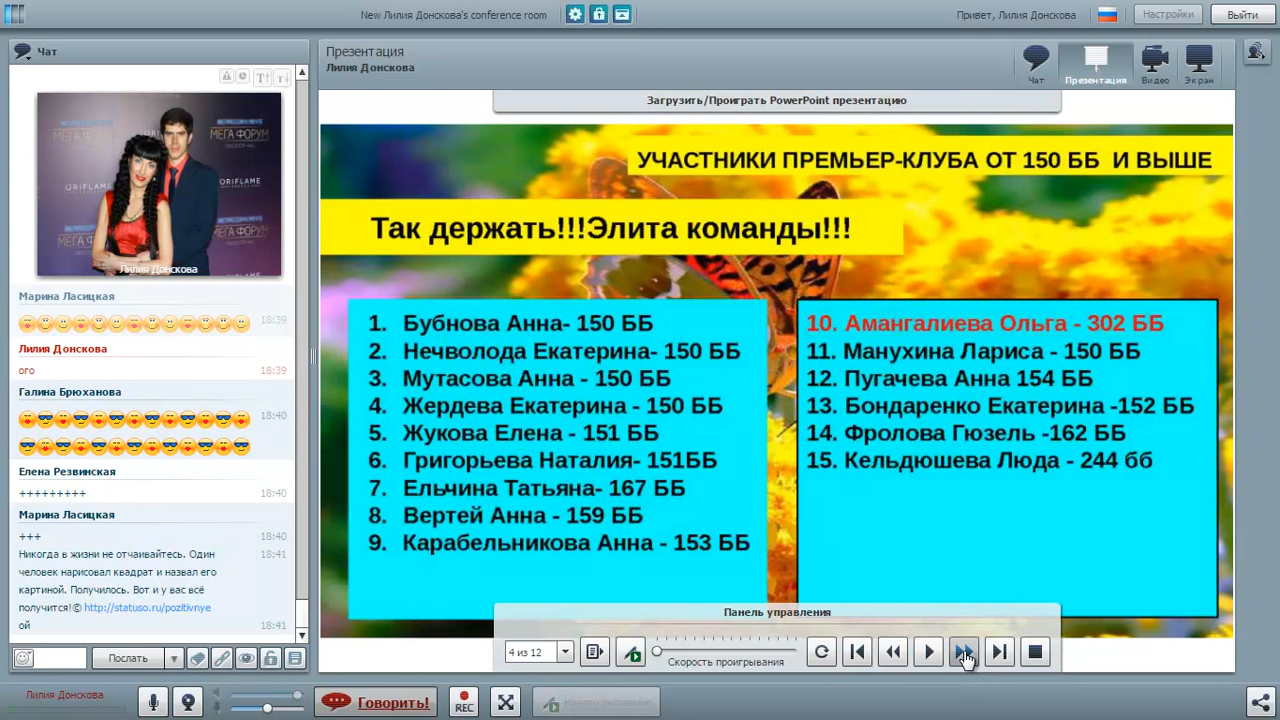 New Лилия Донскова's conference room
Привет, Лилия Донскова
Настройки
Выйти
Чат
Презентация
Лилия Донскова
Чат
Презентация
Видео
Экран
МЕГА ФОРУМ
ORIFLAME
Лилия Донскова
Марина Ласицкая
18:39
Лилия Донскова
ого 18:39
Галина Брюханова
18:40
Елена Резвинская
+++++++++ 18:40
Марина Ласицкая
+++ 18:40
Никогда в жизни не отчаивайтесь. Один 18:41
человек нарисовал квадрат и назвал его
картиной. Получилось. Вот и у вас всё
получится!© http://statuso.ru/pozitivnye
ой 18:41
Послать
Загрузить/Проиграть PowerPoint презентацию
УЧАСТНИКИ ПРЕМЬЕР-КЛУБА ОТ 150 ББ И ВЫШЕ
Так держать!!!Элита команды!!!
1. Бубнова Анна- 150 ББ
2. Нечволода Екатерина- 150 ББ
3. Мутасова Анна - 150 ББ
4. Жердева Екатерина - 150 ББ
5. Жукова Елена - 151 ББ
6. Григорьева Наталия- 151ББ
7. Ельчина Татьяна- 167 ББ
8. Вертей Анна - 159 ББ
9. Карабельникова Анна - 153 ББ
10. Амангалиева Ольга - 302 ББ
11. Манухина Лариса - 150 ББ
12. Пугачева Анна 154 ББ
13. Бондаренко Екатерина -152 ББ
14. Фролова Гюзель -162 ББ
15. Кельдюшева Люда - 244 бб
Панель управления
4 из 12
Скорость проигрывания
Лилия Донскова
Говорить!
REC